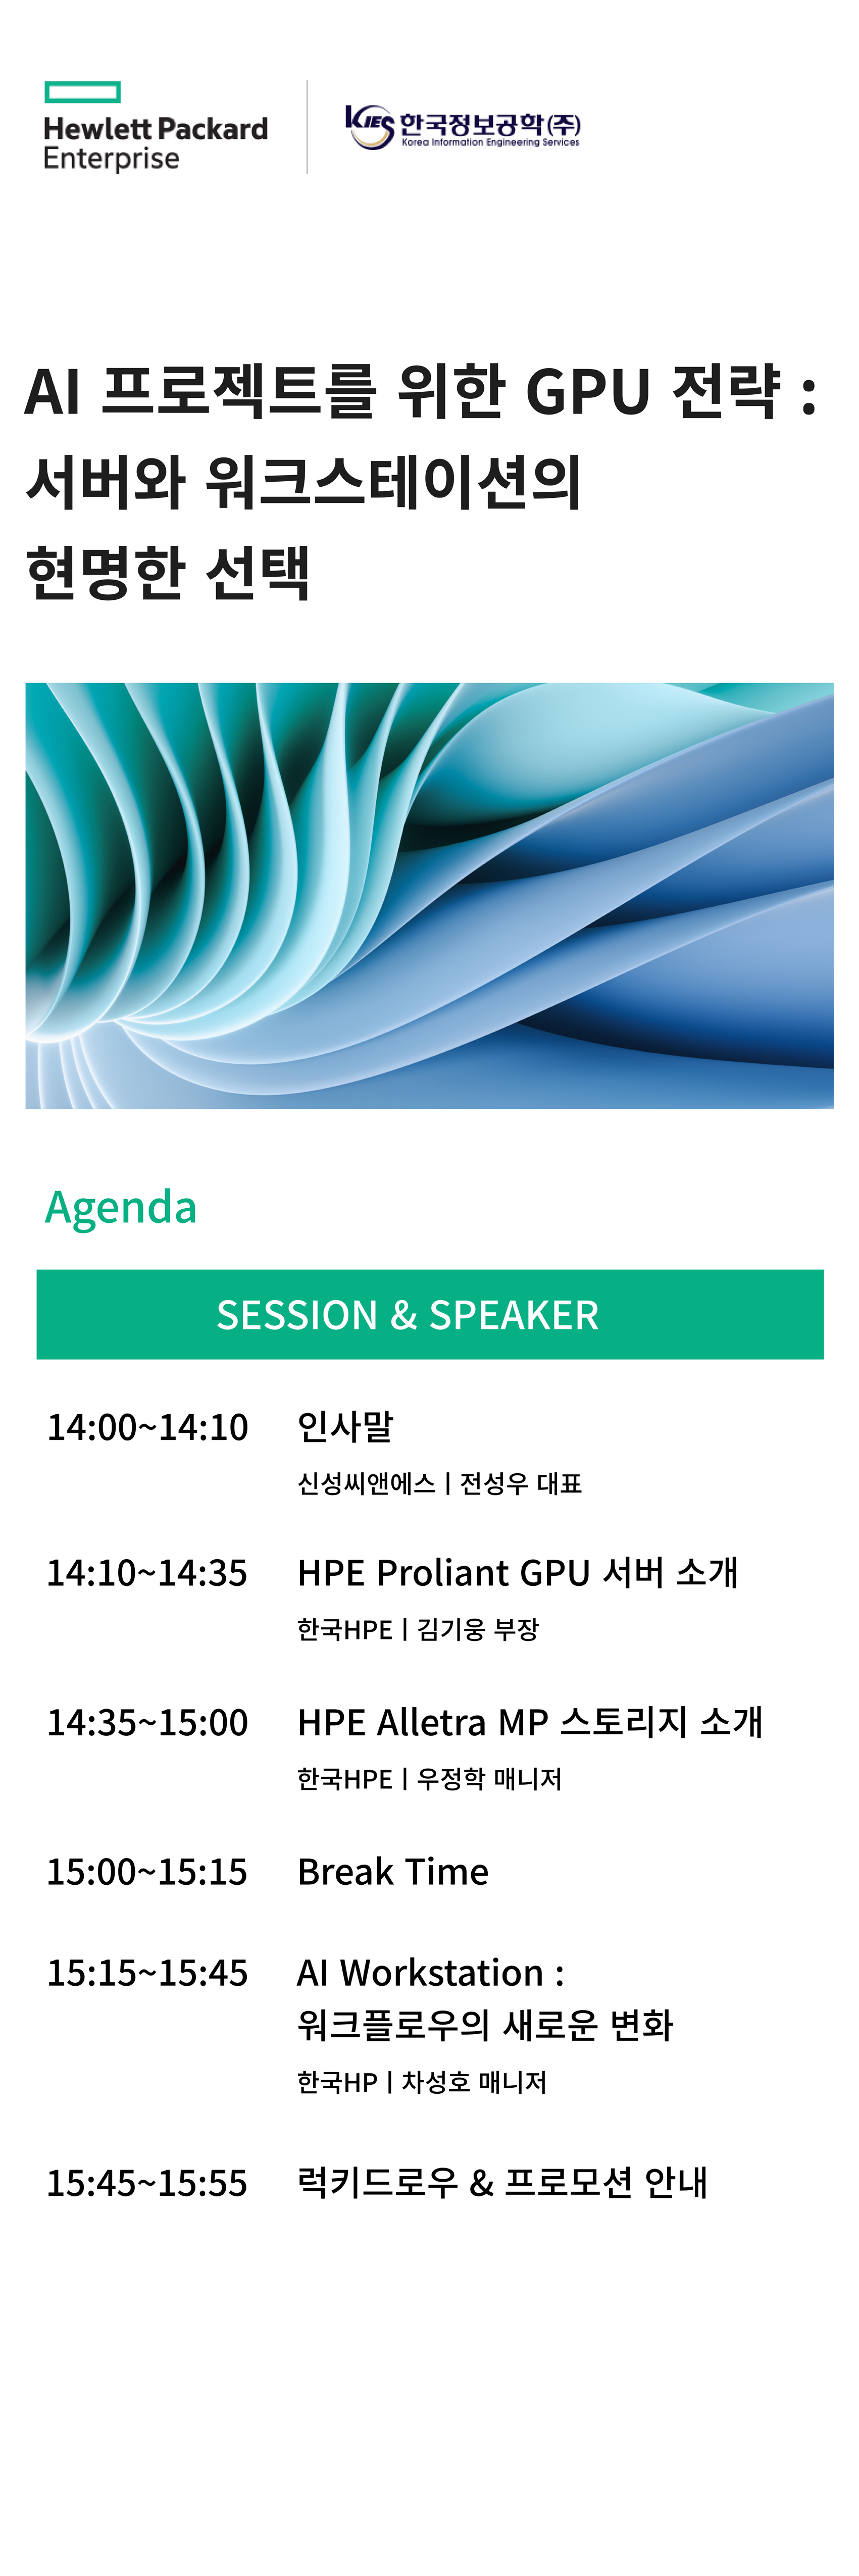 Hewlett Packard
Enterprise
KIES 한국정보공학(주)
Korea Information Engineering Services
AI 프로젝트를 위한 GPU 전략 :
서버와 워크스테이션의
현명한 선택
Agenda
SESSION & SPEAKER
14:00~14:10 인사말
신성씨앤에스 | 전성우 대표
14:10~14:35 HPE Proliant GPU 서버 소개
한국HPE | 김기웅 부장
14:35~15:00 HPE Alletra MP 스토리지 소개
한국HPE | 우정학 매니저
15:00~15:15 Break Time
15:15~15:45 AI Workstation :
워크플로우의 새로운 변화
한국HP | 차성호 매니저
15:45~15:55 럭키드로우 & 프로모션 안내